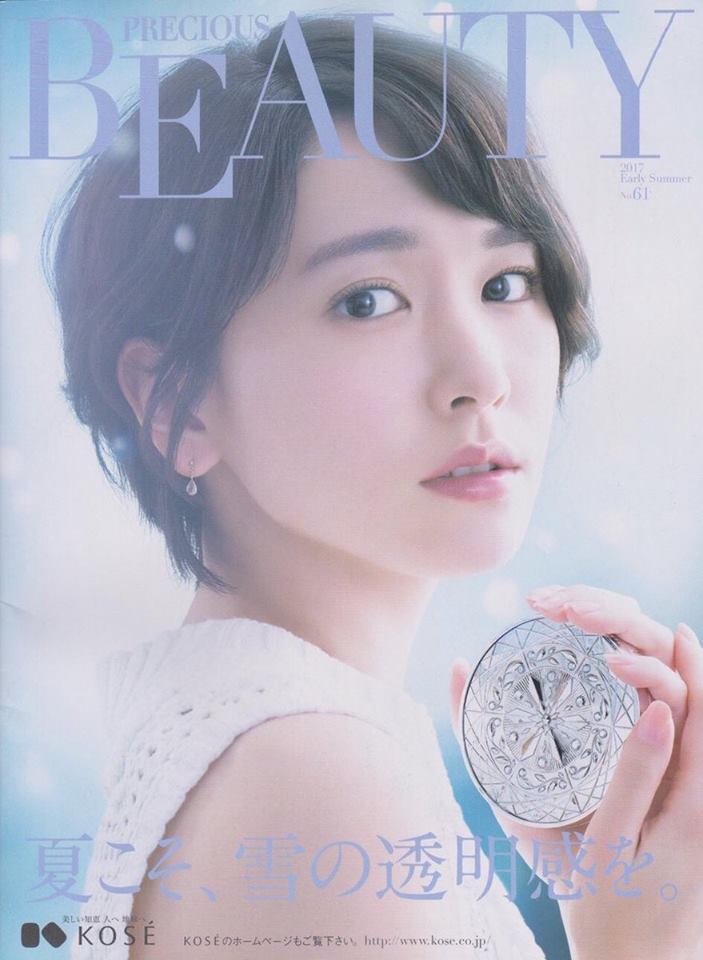 PRECIOUS
BEAUTY
2017
Early Summer
No.61
夏こそ、雪の透明感を。
美しい知恵 人へ 地球へ
KOSÉ
KOSÉのホームページもご覧下さい。http://www.kose.co.jp/